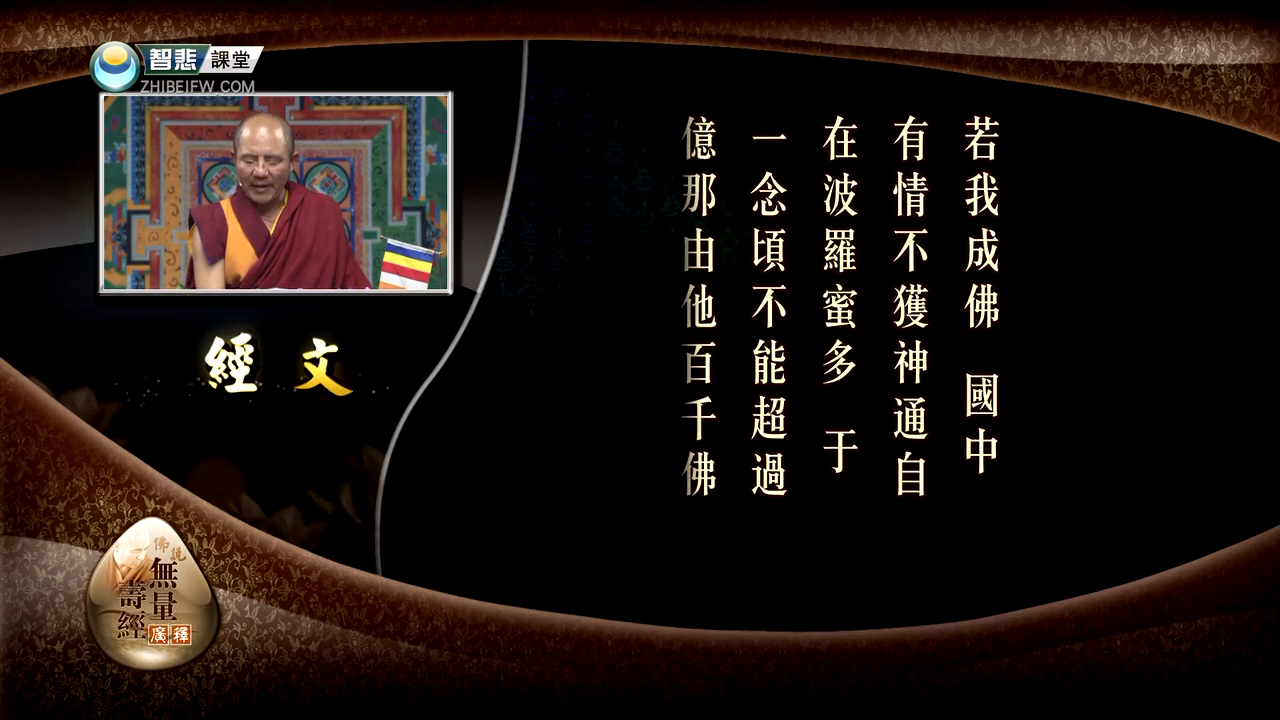 智悲課堂
ZHIBEIFW.COM
若我成佛 國中
有情不獲神通自
在波羅蜜多 于
一念頃不能超過
億那由他百千佛
經文
佛說
無量
壽經
廣釋